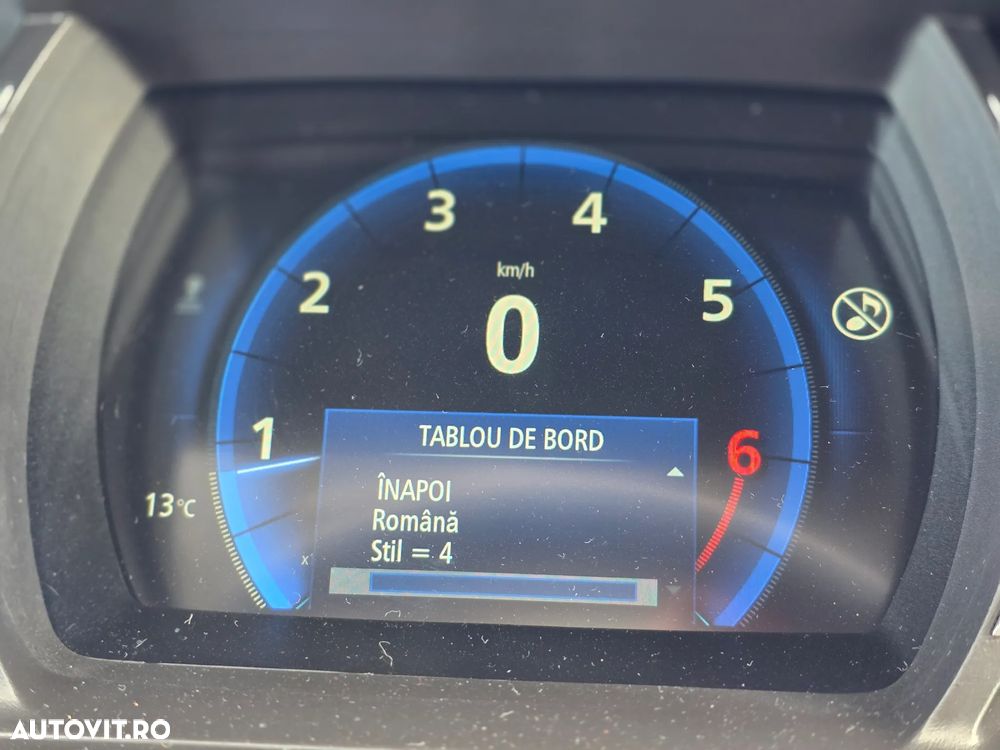 3
4
km/h
2
0
5
1
TABLOU DE BORD
6
ÎNAPOI
13°C
Română
Stil = 4
x
AUTOVIT.RO